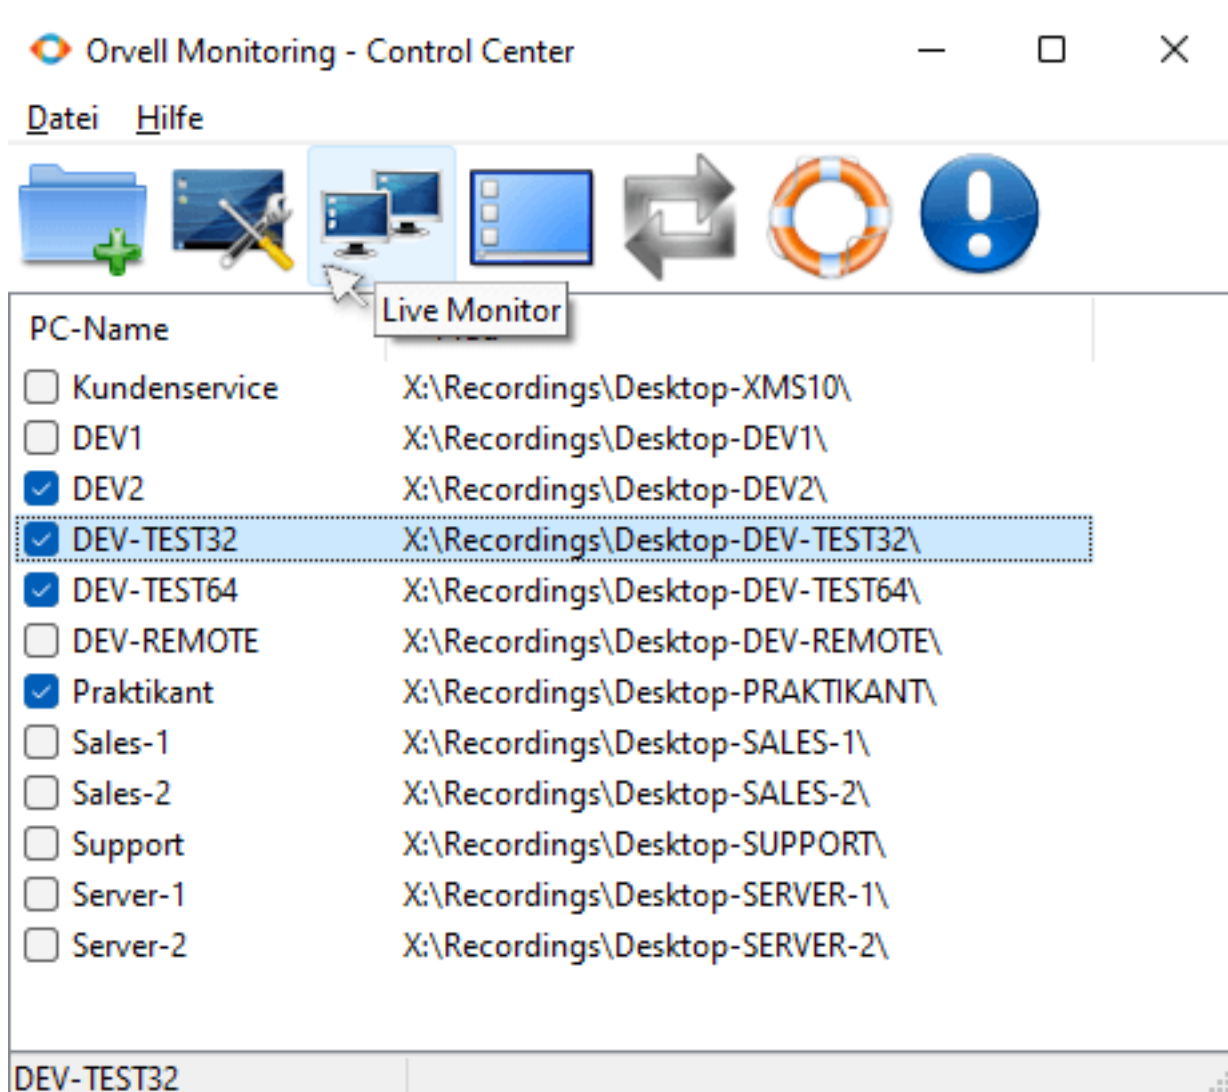 Orvell Monitoring - Control Center
Datei Hilfe
Live Monitor
PC-Name
Kundenservice X:\Recordings\Desktop-XMS10\
DEV1 X:\Recordings\Desktop-DEV1\
DEV2 X:\Recordings\Desktop-DEV2\
DEV-TEST32 X:\Recordings\Desktop-DEV-TEST32\
DEV-TEST64 X:\Recordings\Desktop-DEV-TEST64\
DEV-REMOTE X:\Recordings\Desktop-DEV-REMOTE\
Praktikant X:\Recordings\Desktop-PRAKTIKANT\
Sales-1 X:\Recordings\Desktop-SALES-1\
Sales-2 X:\Recordings\Desktop-SALES-2\
Support X:\Recordings\Desktop-SUPPORT\
Server-1 X:\Recordings\Desktop-SERVER-1\
Server-2 X:\Recordings\Desktop-SERVER-2\
DEV-TEST32